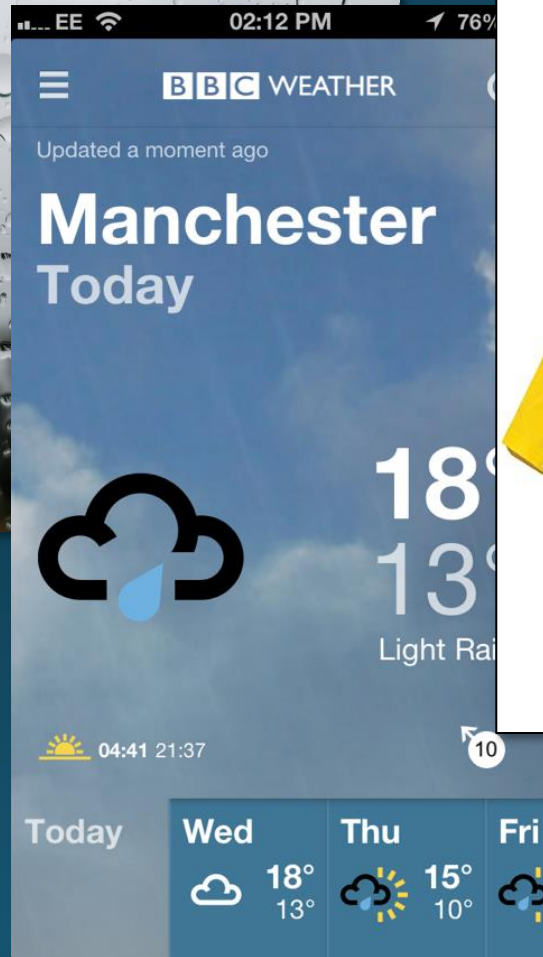 EE 02:12 PM 76%
BBC WEATHER
Updated a moment ago
Manchester
Today
18°
13°
Light Rai
04:41 21:37
10
Today Wed Thu Fri
18° 15°
13° 10°